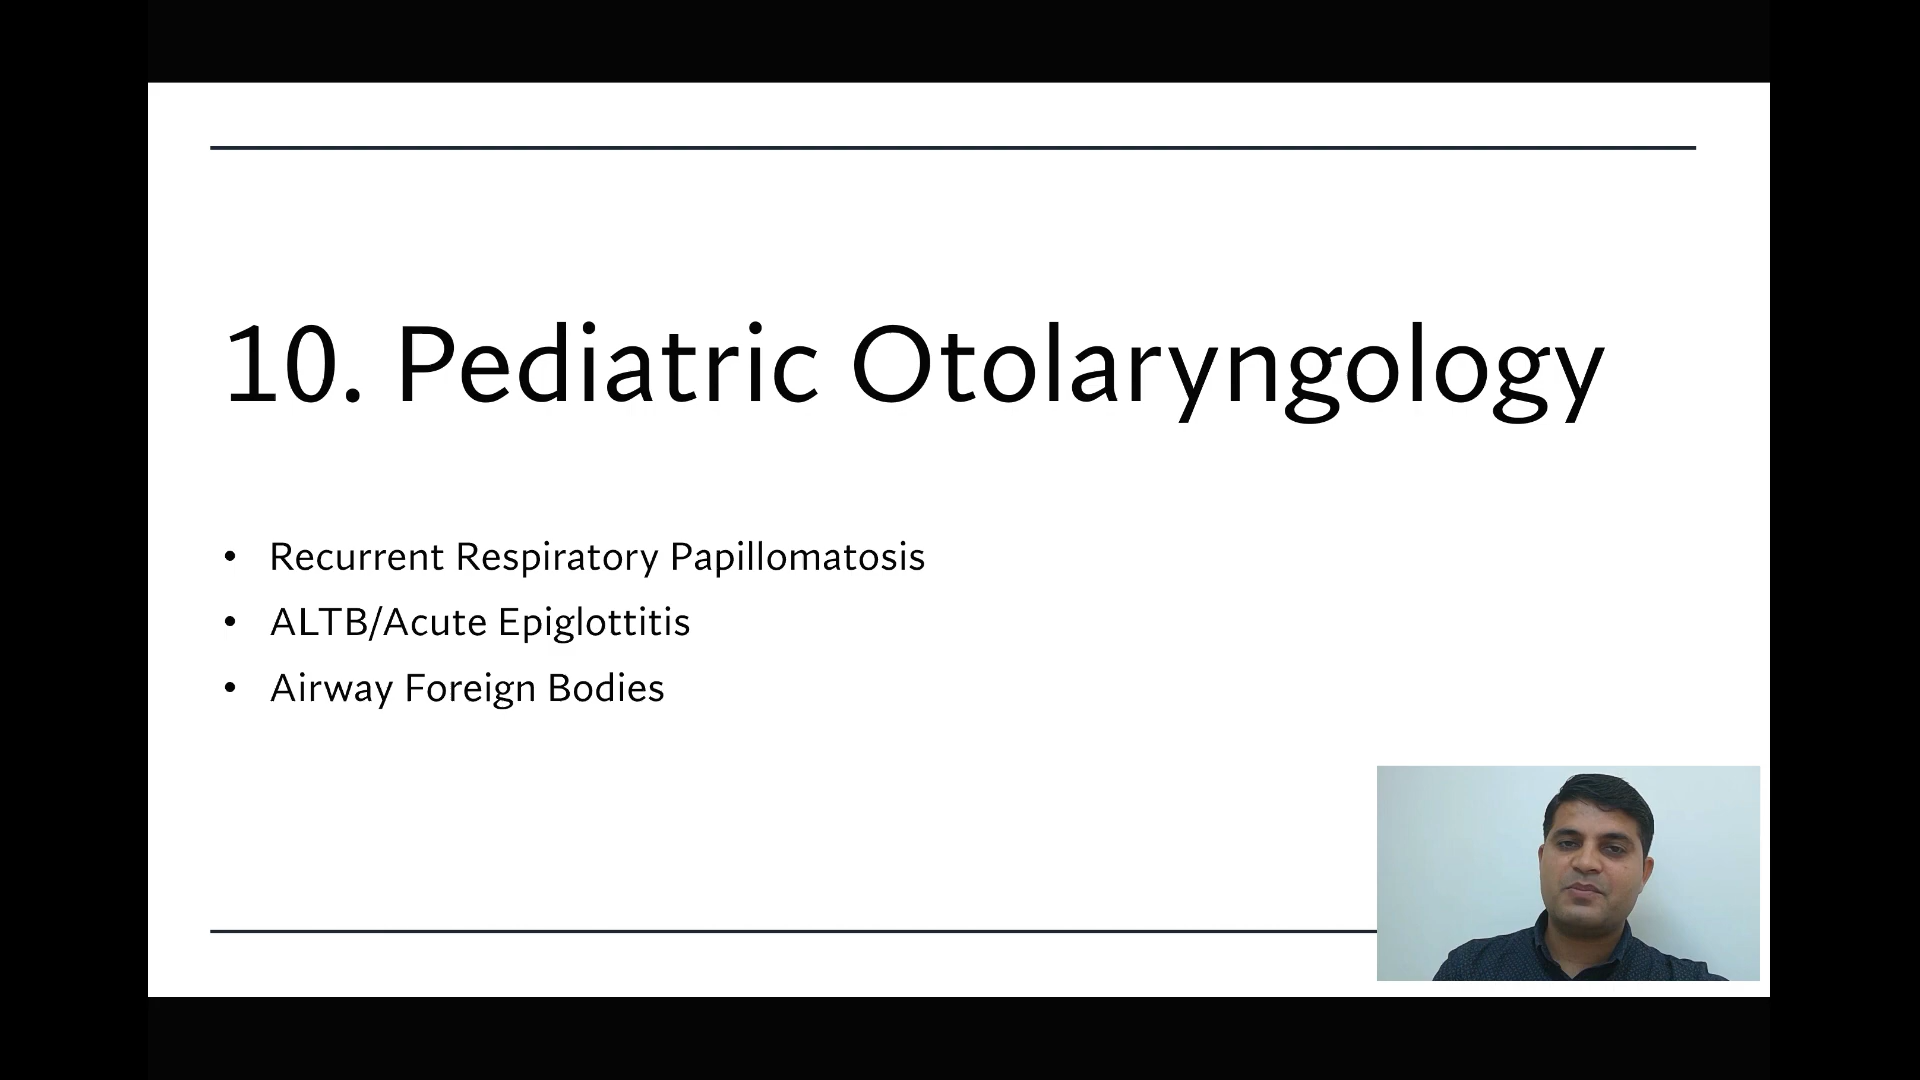 10. Pediatric Otolaryngology
• Recurrent Respiratory Papillomatosis
• ALTB/Acute Epiglottitis
• Airway Foreign Bodies